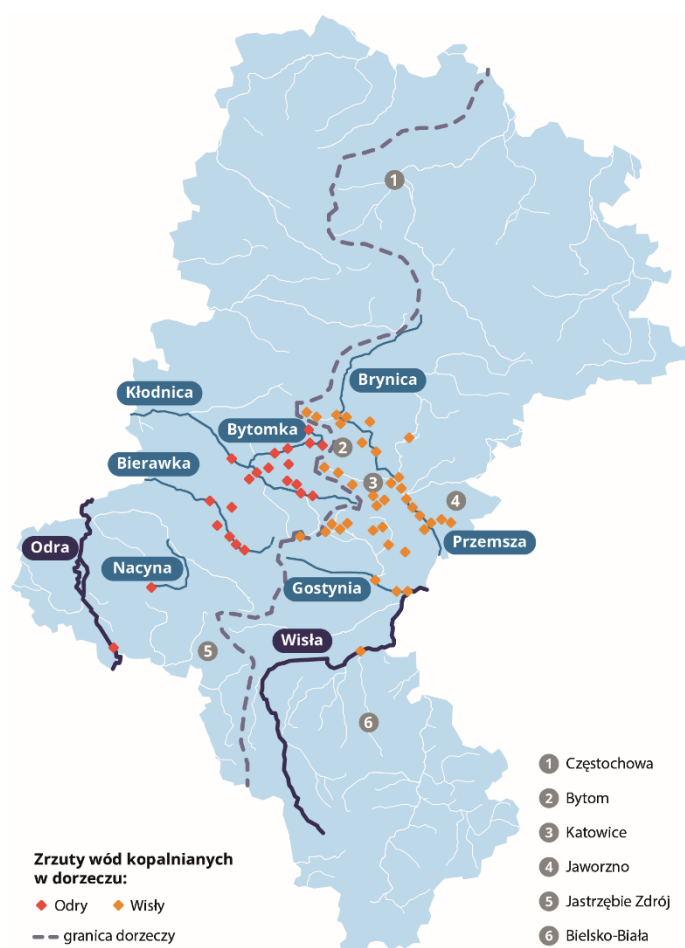 1
Brynica
Kłodnica
Bytomka
2
Bierawka
3
4
Odra
Przemsza
Nacyna
Gostynia
Wisła
5
6
1 Częstochowa
2 Bytom
3 Katowice
4 Jaworzno
5 Jastrzębie Zdrój
6 Bielsko-Biała
Zrzuty wód kopalnianych
w dorzeczu:
Odry Wisły
granica dorzeczy